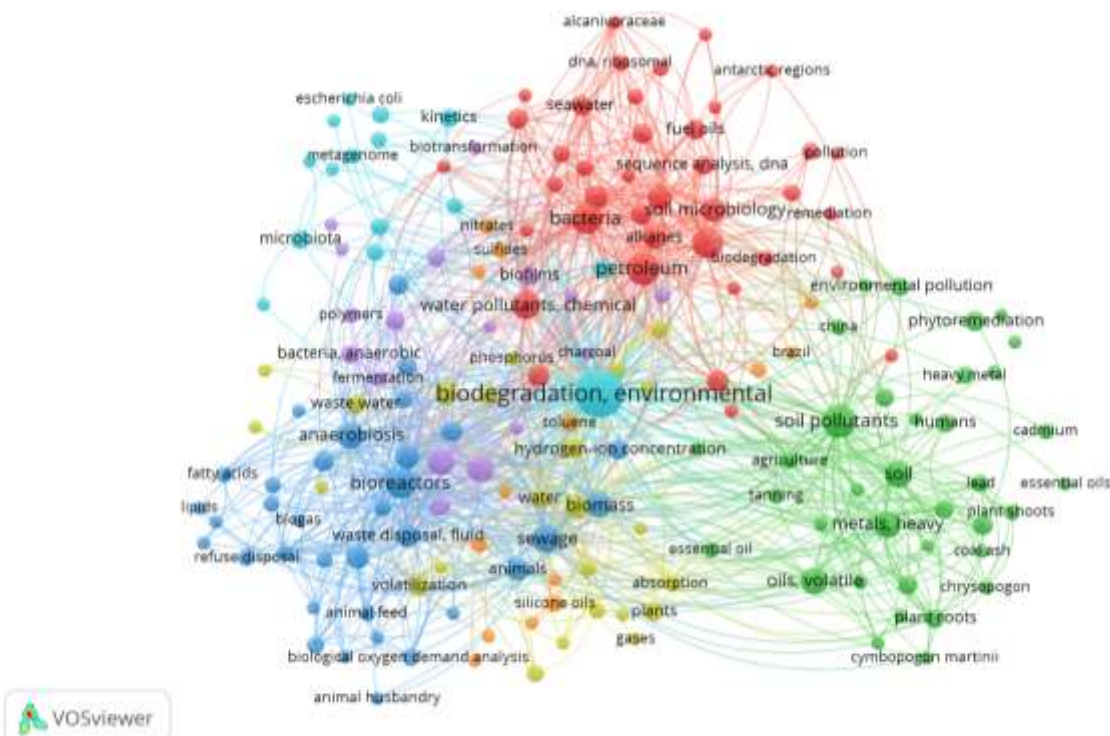 alcanivoraceae
dna, ribosomal
antarctic regions
escherichia coli
seawater
kinetics
fuel oils
biotransformation
metagenome
pollution
sequence analysis, dna
soil microbiology
remediation
bacteria
nitrates
microbiota
alkanes
sulfides
biodegradation
petroleum
biofilms
environmental pollution
water pollutants, chemical
polymers
phytoremediation
china
bacteria, anaerobic
phosphorus
charcoal
brazil
fermentation
heavy metal
biodegradation, environmental
waste water
toluene
soil pollutants
humans
cadmium
anaerobiosis
hydrogen-ion concentration
agriculture
fatty acids
soil
bioreactors
lead
essential oils
tanning
water
biomass
lipids
plant shoots
biogas
metals, heavy
waste disposal, fluid
sewage
essential oil
coal ash
refuse disposal
animals
volatilization
absorption
oils, volatile
chrysopogon
silicone oils
animal feed
plants
plant roots
gases
biological oxygen demand analysis
cymbopogon martinii
animal husbandry
VOSviewer